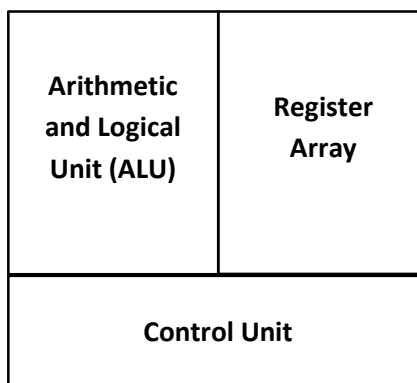 Arithmetic
and Logical
Unit (ALU)
Register
Array
Control Unit